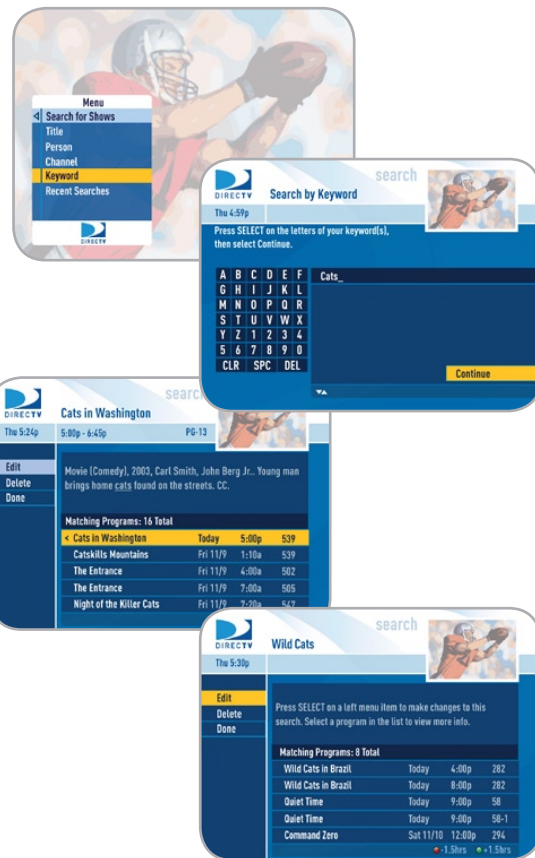 Menu
Search for Shows
Title
Person
Channel
Keyword
Recent Searches
DIRECTV
search
DIRECTV
Search by Keyword
Thu 4:59p
Press SELECT on the letters of your keyword(s),
then select Continue.
A B C D E F
G H I J K L
M N O P Q R
S T U V W X
Y Z 1 2 3 4
5 6 7 8 9 0
CLR SPC DEL
Cats_
Continue
search
DIRECTV
Cats in Washington
Thu 5:24p
5:00p - 6:45p PG-13
Edit
Delete
Done
Movie (Comedy), 2003, Carl Smith, John Berg Jr.. Young man
brings home cats found on the streets. CC.
Matching Programs: 16 Total
< Cats in Washington Today 5:00p 539
Catskills Mountains Fri 11/9 1:10a 539
The Entrance Fri 11/9 4:00a 502
The Entrance Fri 11/9 7:00a 505
Night of the Killer Cats Fri 11/9 7:20a 547
search
DIRECTV
Wild Cats
Thu 5:30p
Edit
Delete
Done
Press SELECT on a left menu item to make changes to this
search. Select a program in the list to view more info.
Matching Programs: 8 Total
Wild Cats in Brazil Today 4:00p 282
Wild Cats in Brazil Today 8:00p 282
Quiet Time Today 9:00p 58
Quiet Time Today 9:00p 58-1
Command Zero Sat 11/10 12:00p 294
-1.5hrs +1.5hrs